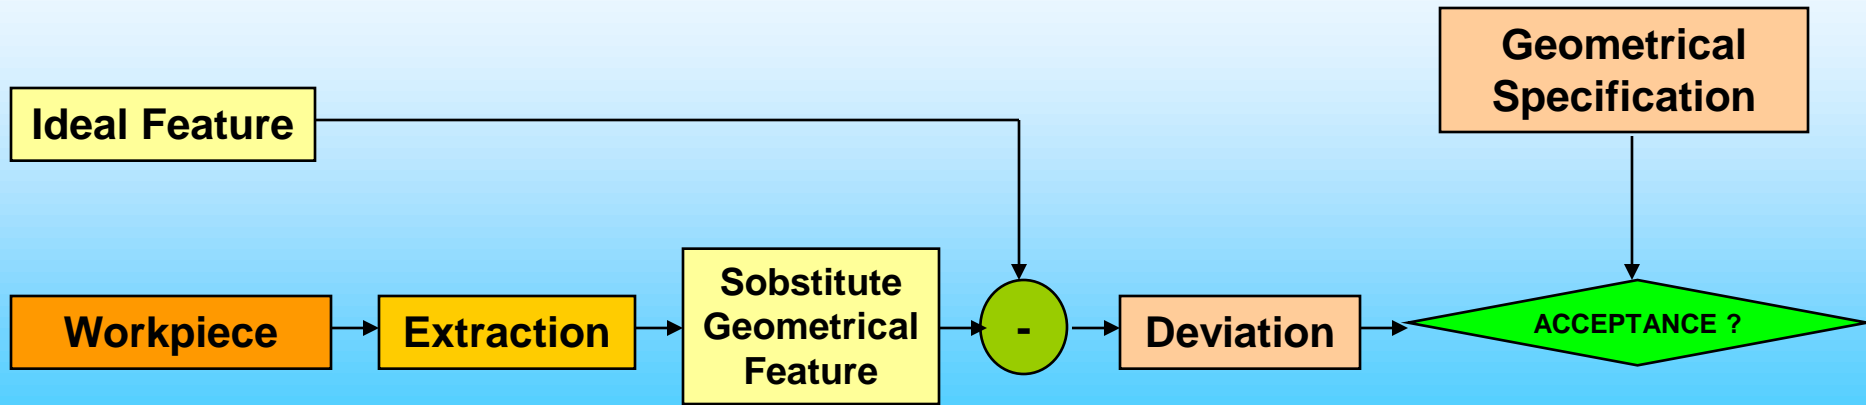 Geometrical
Specification
Ideal Feature
Workpiece
Extraction
Sobstitute
Geometrical
Feature
-
Deviation
ACCEPTANCE ?